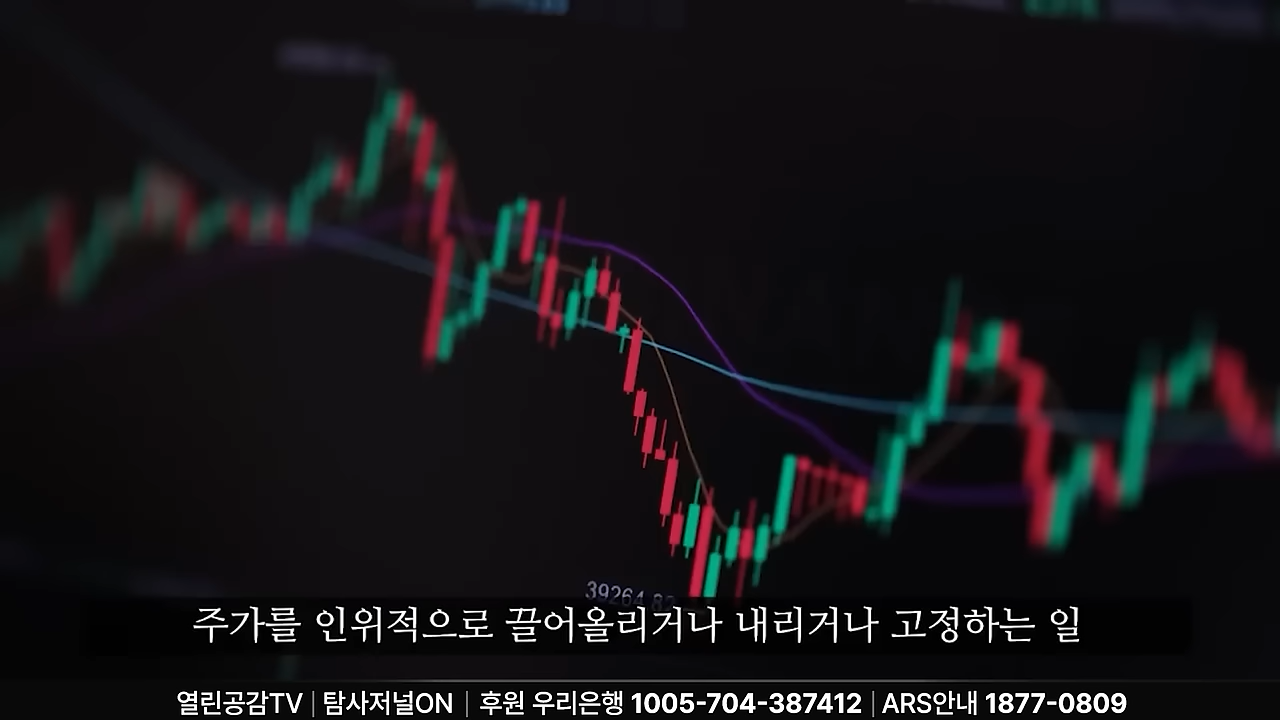 39264.82
주가를 인위적으로 끌어올리거나 내리거나 고정하는 일
열린공감TV | 탐사저널ON | 후원 우리은행 1005-704-387412 | ARS안내 1877-0809